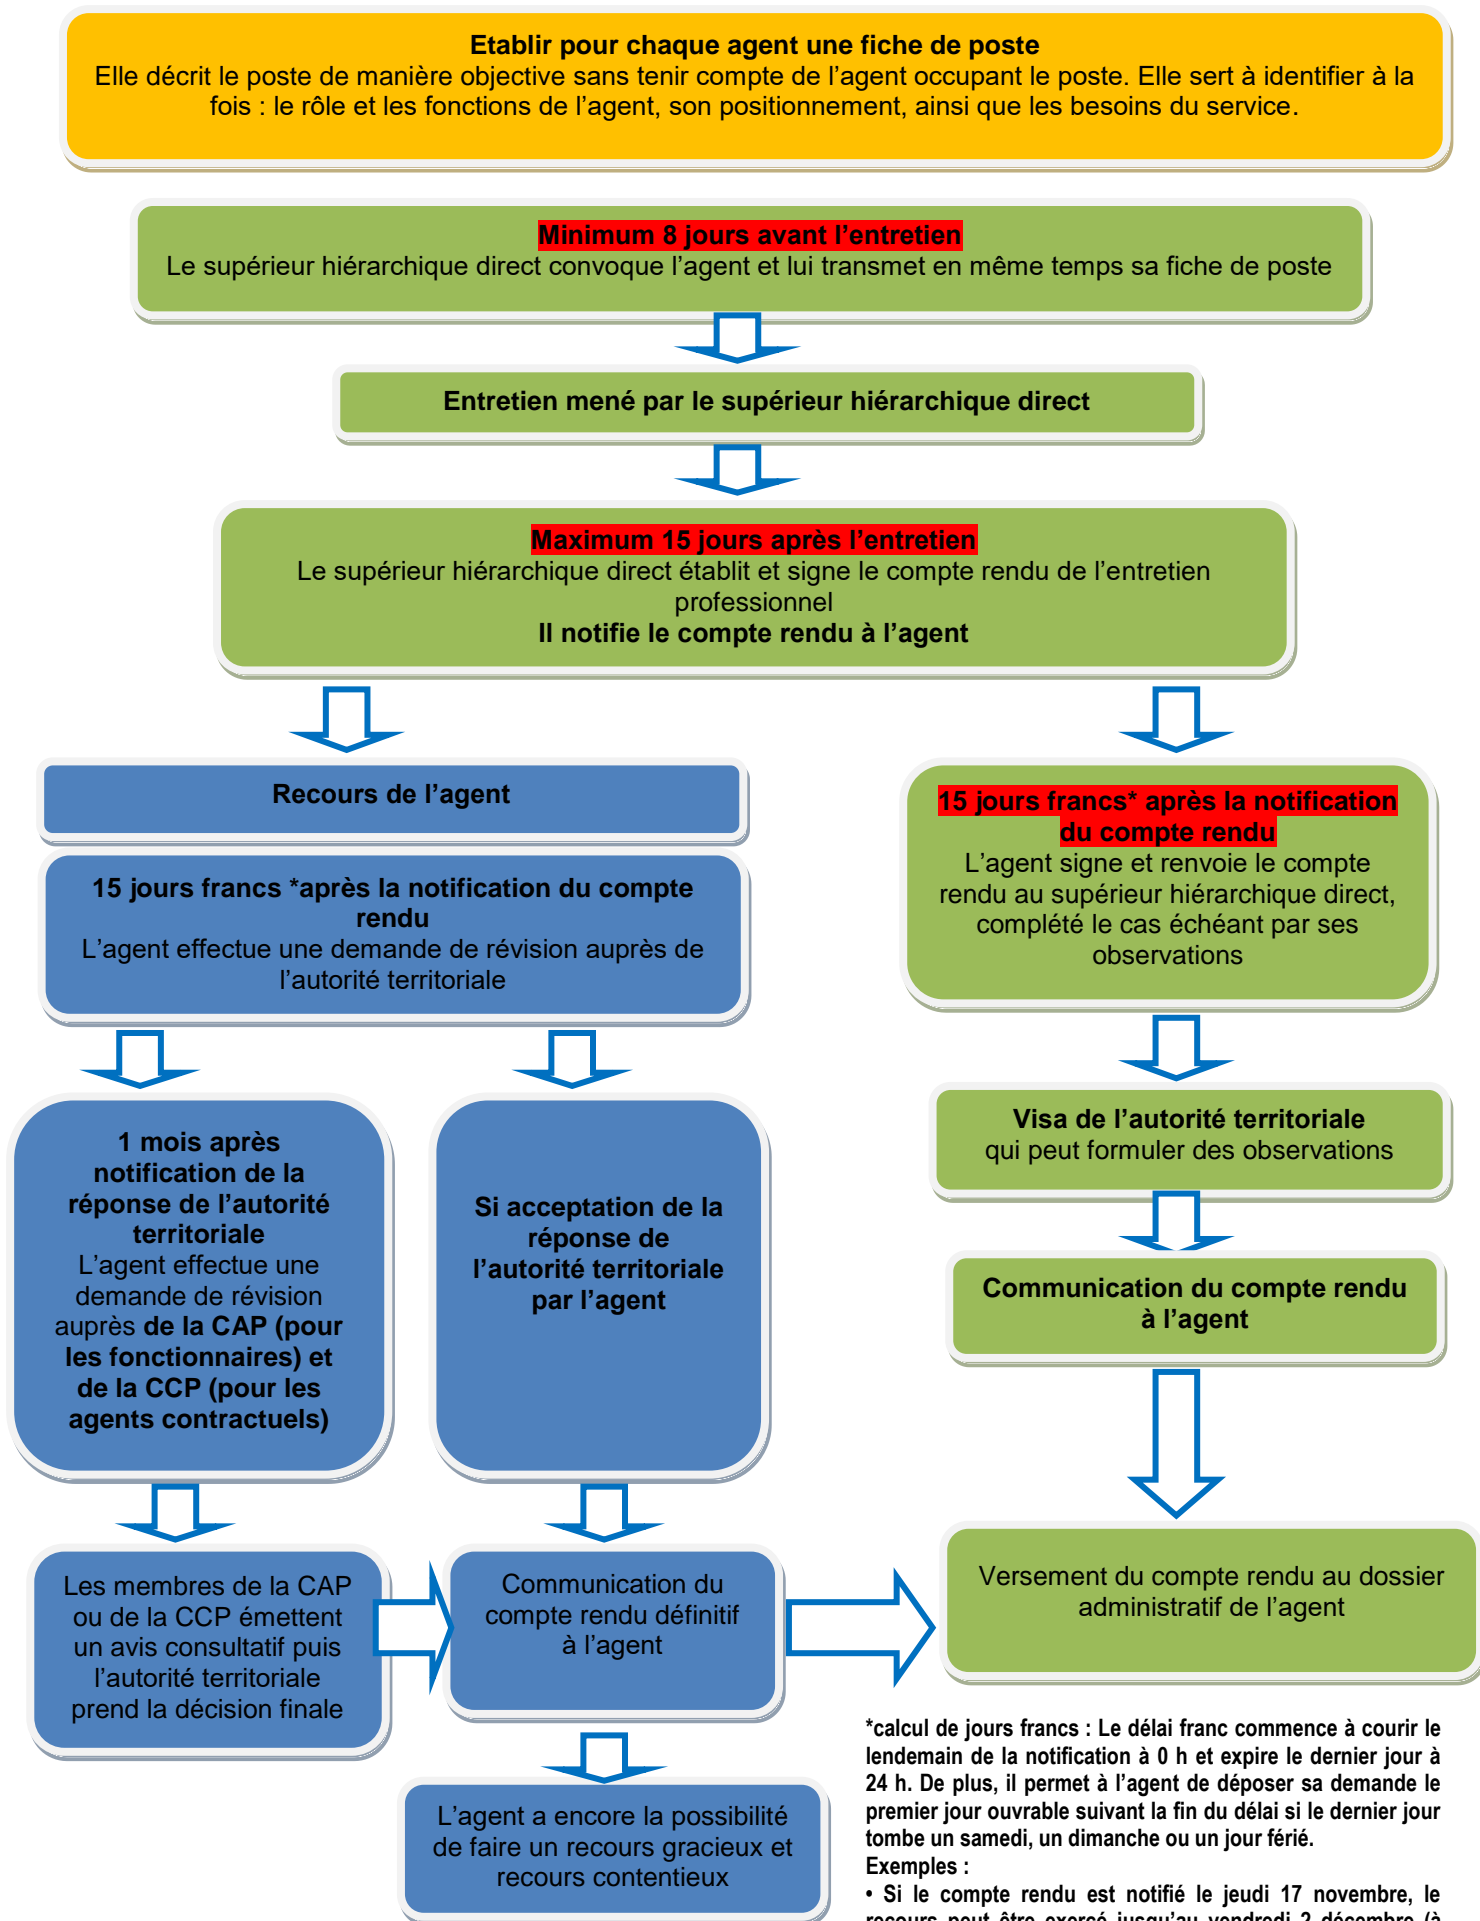 Etablir pour chaque agent une fiche de poste
Elle décrit le poste de manière objective sans tenir compte de l'agent occupant le poste. Elle sert à identifier à la
fois : le rôle et les fonctions de l'agent, son positionnement, ainsi que les besoins du service.
Minimum 8 jours avant l'entretien
Le supérieur hiérarchique direct convoque l'agent et lui transmet en même temps sa fiche de poste
Entretien mené par le supérieur hiérarchique direct
Maximum 15 jours après l'entretien
Le supérieur hiérarchique direct établit et signe le compte rendu de l'entretien
professionnel
Il notifie le compte rendu à l'agent
Recours de l'agent
15 jours francs *après la notification du compte
rendu
L'agent effectue une demande de révision auprès de
l'autorité territoriale
15 jours francs* après la notification
du compte rendu
L'agent signe et renvoie le compte
rendu au supérieur hiérarchique direct,
complété le cas échéant par ses
observations
1 mois après
notification de la
réponse de l'autorité
territoriale
L'agent effectue une
demande de révision
auprès de la CAP (pour
les fonctionnaires) et
de la CCP (pour les
agents contractuels)
Si acceptation de la
réponse de
l'autorité territoriale
par l'agent
Visa de l'autorité territoriale
qui peut formuler des observations
Communication du compte rendu
à l'agent
Les membres de la CAP
ou de la CCP émettent
un avis consultatif puis
l'autorité territoriale
prend la décision finale
Communication du
compte rendu définitif
à l'agent
Versement du compte rendu au dossier
administratif de l'agent
L'agent a encore la possibilité
de faire un recours gracieux et
recours contentieux
*calcul de jours francs : Le délai franc commence à courir le
lendemain de la notification à 0 h et expire le dernier jour à
24 h. De plus, il permet à l'agent de déposer sa demande le
premier jour ouvrable suivant la fin du délai si le dernier jour
tombe un samedi, un dimanche ou un jour férié.
Exemples :
• Si le compte rendu est notifié le jeudi 17 novembre, le
recours peut être exercé jusqu'au vendredi 2 décembre (à